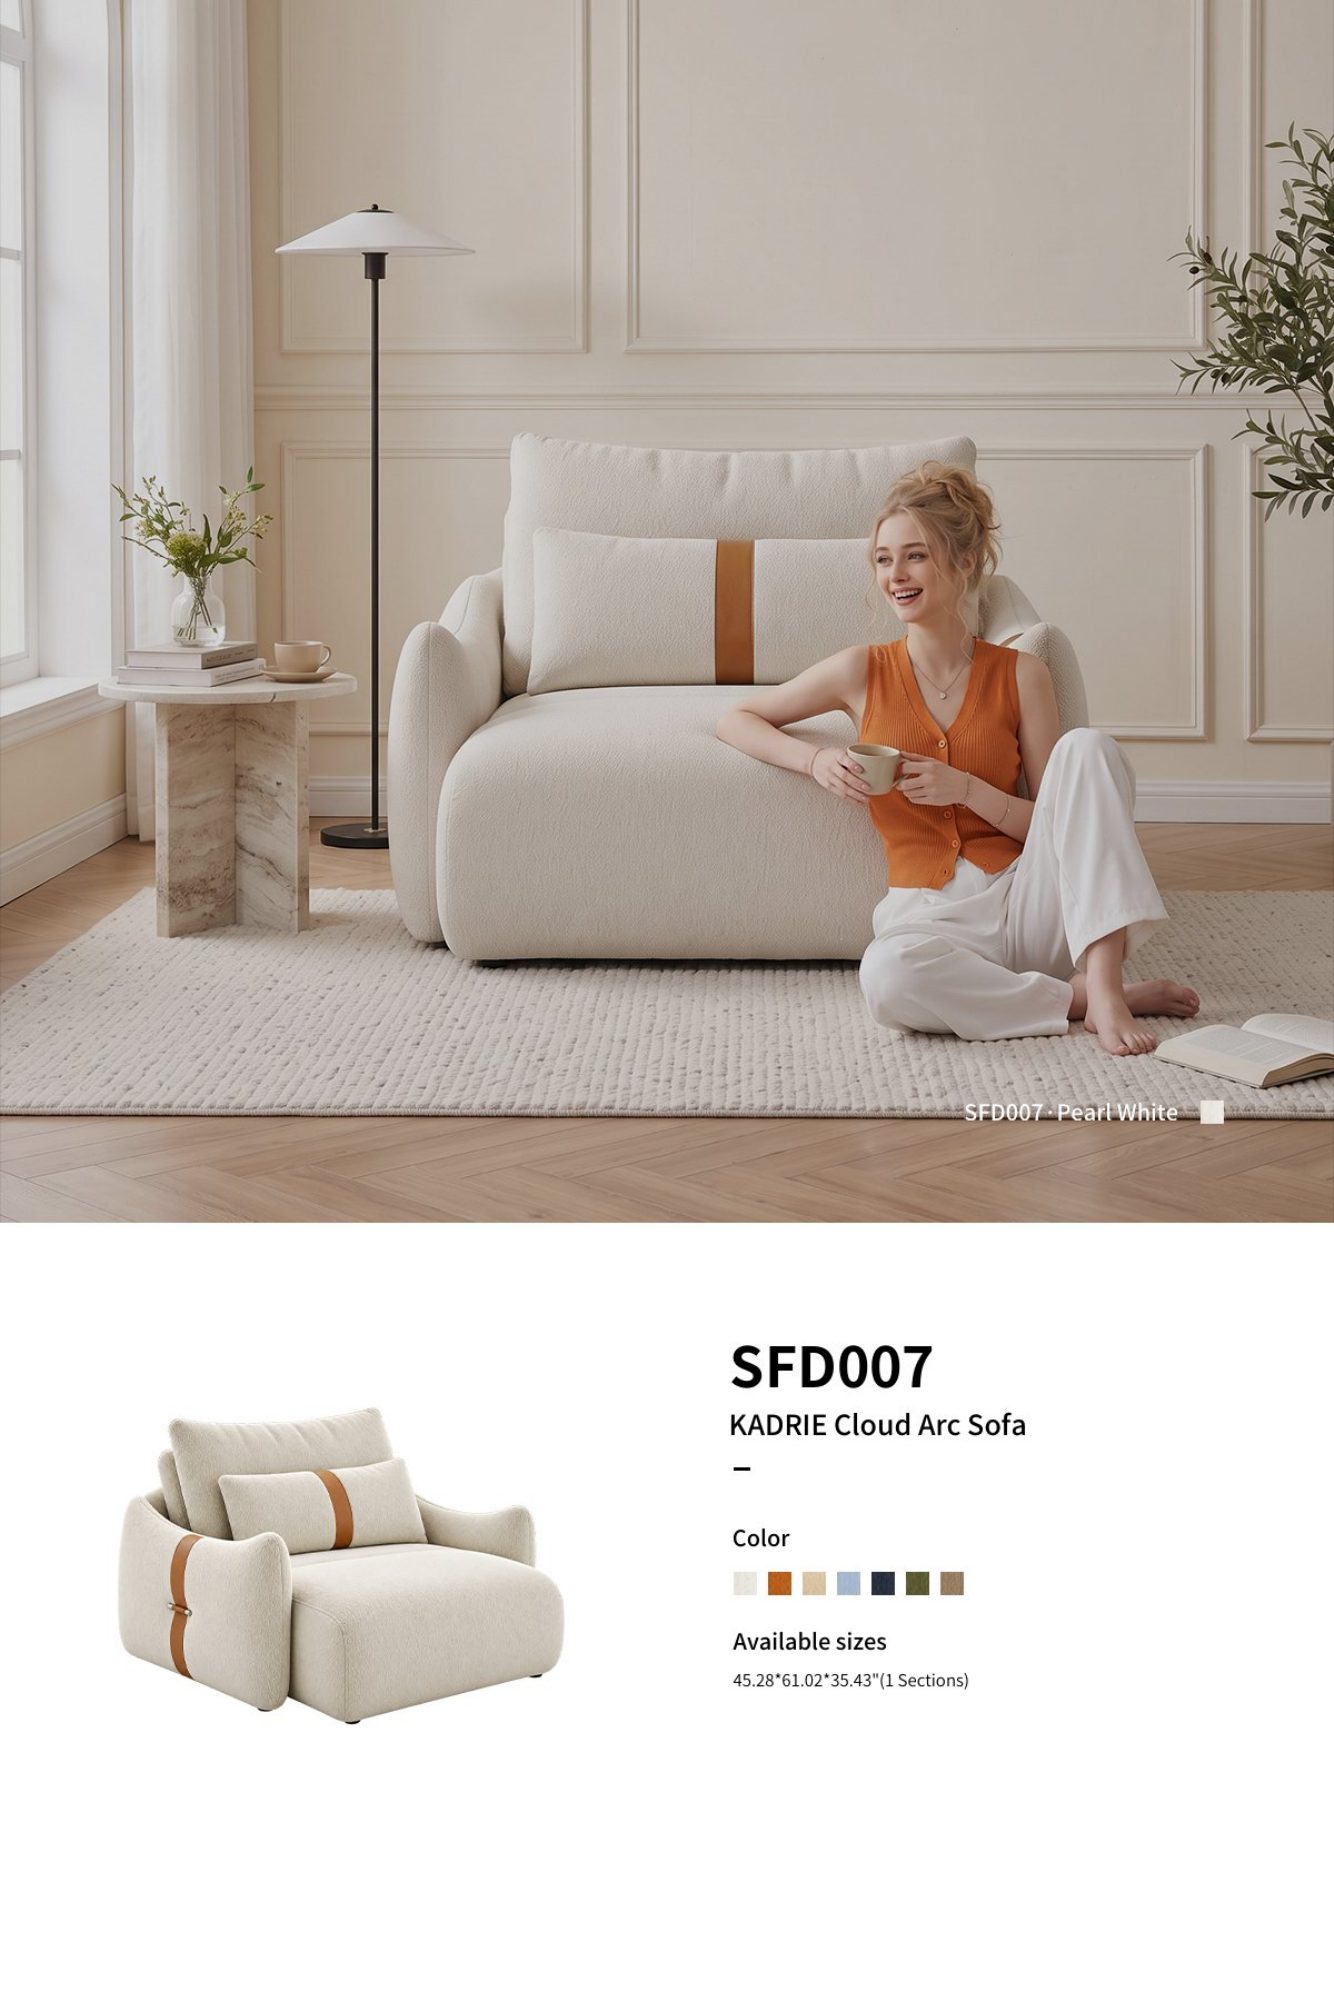 SFD007 · Pearl White
SFD007
KADRIE Cloud Arc Sofa
Color
Available sizes
45.28*61.02*35.43"(1 Sections)